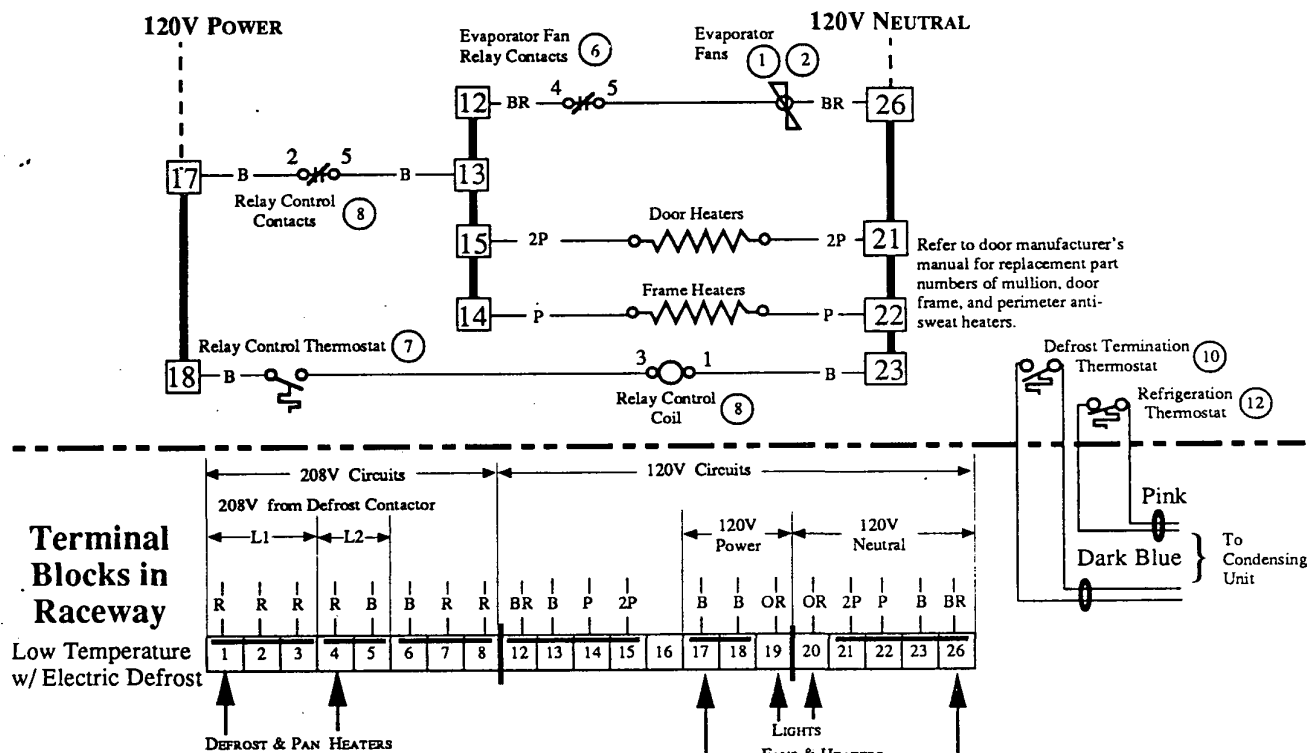 120V POWER
120V NEUTRAL
Evaporator Fan
Relay Contacts
6
Evaporator
Fans
1
2
12
BR
4
5
BR
26
17
B
2
5
B
13
Relay Control
Contacts
8
Door Heaters
15
2P
2P
21
Refer to door manufacturer's
manual for replacement part
numbers of mullion, door
frame, and perimeter anti-
sweat heaters.
Frame Heaters
14
P
P
22
Relay Control Thermostat
7
18
B
3
1
B
23
Relay Control
Coil
8
Defrost Termination
Thermostat
10
Refrigeration
Thermostat
12
Pink
Dark Blue
To
Condensing
Unit
208V Circuits
120V Circuits
208V from Defrost Contactor
L1
L2
120V
Power
120V
Neutral
Terminal
Blocks in
Raceway
R R R R B B R R BR B P 2P B B OR OR 2P P B BR
Low Temperature
w/ Electric Defrost
1 2 3 4 5 6 7 8 12 13 14 15 16 17 18 19 20 21 22 23 26
DEFROST & PAN HEATERS
LIGHTS
FANS & HEATERS